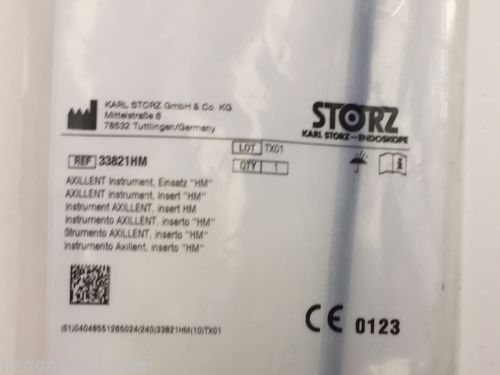 KARL STORZ GmbH & Co. KG
Mittelstraße 8
78532 Tuttlingen/Germany
STORZ
KARL STORZ—ENDOSKOPE
LOT TX01
REF 33821HM
QTY 1
AXILLENT Instrument, Einsatz "HM"
AXILLENT Instrument, insert "HM"
Instrument AXILLENT, insert HM
Instrumento AXILLENT, inserto "HM"
Strumento AXILLENT, inserto "HM"
Instrumento Axillent, inserto "HM"
CE 0123
(01)04048551265024(240)33821HM(10)TX01